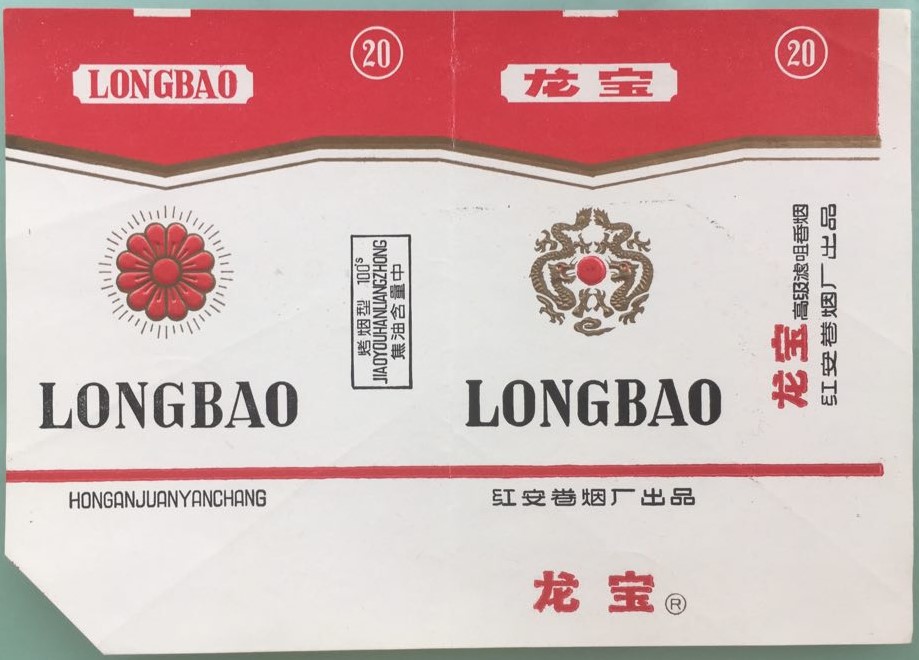 LONGBAO
20
龙宝
20
烤烟型 100's
JIAOYOUHANLIANGZHONG
焦油含量中
龙宝高级滤咀香烟
红安卷烟厂出品
LONGBAO
LONGBAO
HONGANJUANYANCHANG
红安卷烟厂出品
龙宝®